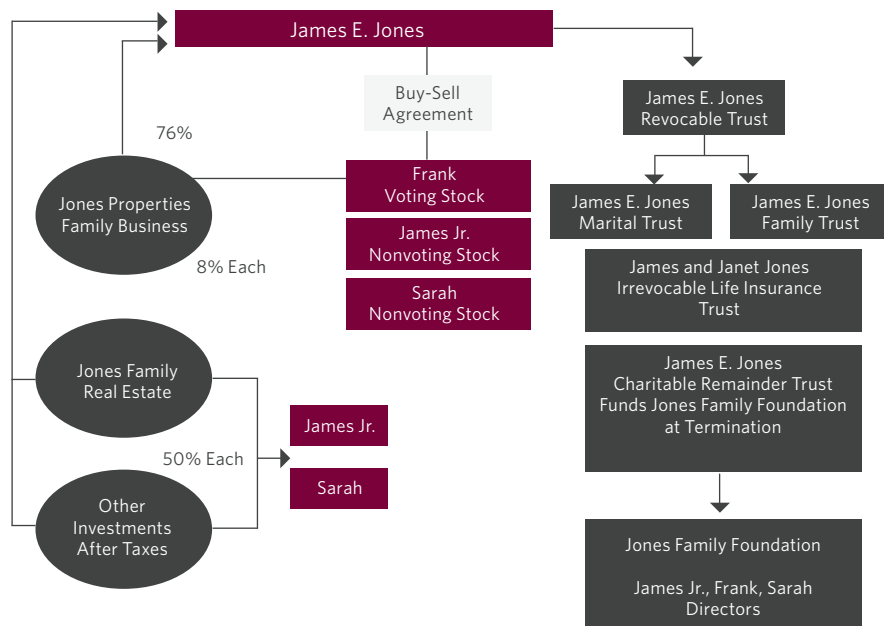 James E. Jones
Buy-Sell
Agreement
76%
Jones Properties
Family Business
8% Each
Frank
Voting Stock
James Jr.
Nonvoting Stock
Sarah
Nonvoting Stock
Jones Family
Real Estate
Other
Investments
After Taxes
50% Each
James Jr.
Sarah
James E. Jones
Revocable Trust
James E. Jones
Marital Trust
James E. Jones
Family Trust
James and Janet Jones
Irrevocable Life Insurance
Trust
James E. Jones
Charitable Remainder Trust
Funds Jones Family Foundation
at Termination
Jones Family Foundation
James Jr., Frank, Sarah
Directors